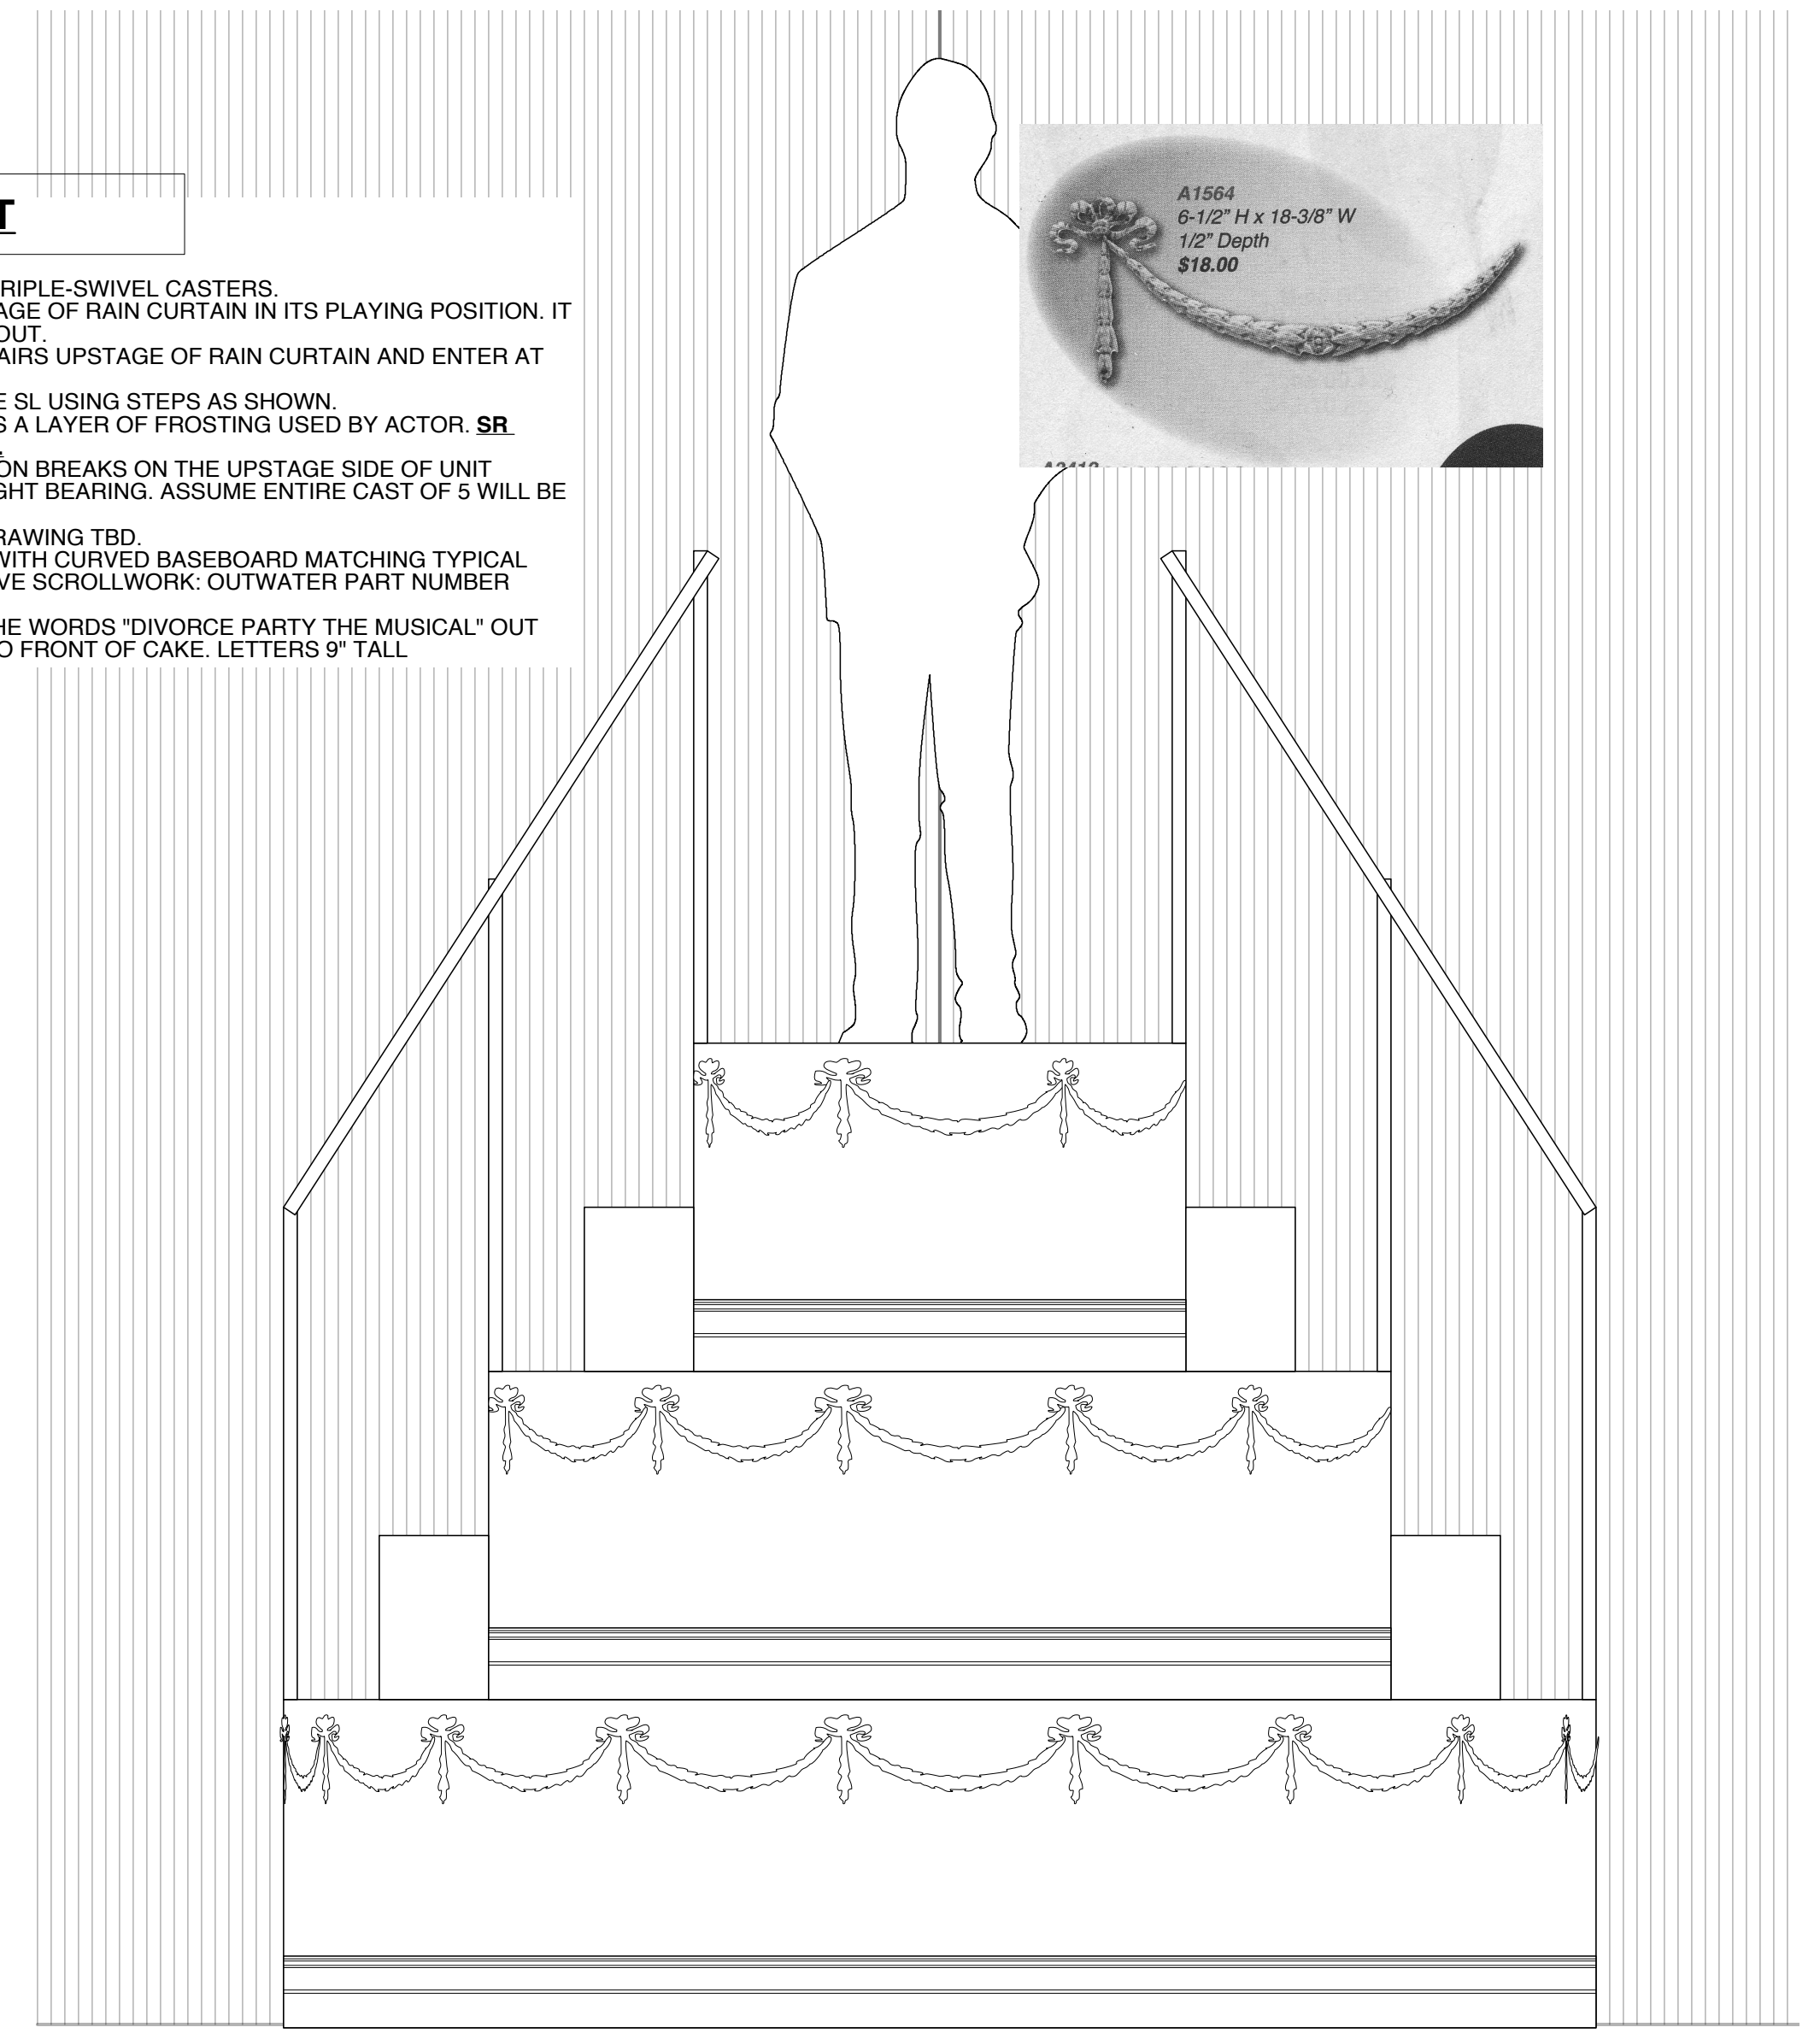 T
RIPLE-SWIVEL CASTERS.
AGE OF RAIN CURTAIN IN ITS PLAYING POSITION. IT
OUT.
AIRS UPSTAGE OF RAIN CURTAIN AND ENTER AT
E SL USING STEPS AS SHOWN.
S A LAYER OF FROSTING USED BY ACTOR. SR
ON BREAKS ON THE UPSTAGE SIDE OF UNIT
GHT BEARING. ASSUME ENTIRE CAST OF 5 WILL BE
RAWING TBD.
WITH CURVED BASEBOARD MATCHING TYPICAL
VE SCROLLWORK: OUTWATER PART NUMBER
HE WORDS "DIVORCE PARTY THE MUSICAL" OUT
O FRONT OF CAKE. LETTERS 9" TALL
A1564
6-1/2" H x 18-3/8" W
1/2" Depth
$18.00